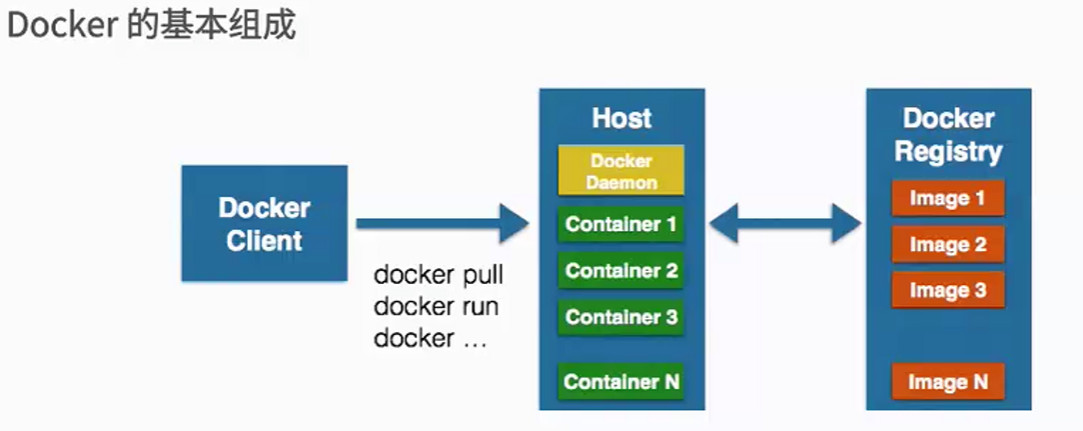 Docker 的基本组成
Docker
Client
docker pull
docker run
docker ...
Host
Docker
Daemon
Container 1
Container 2
Container 3
Container N
Docker
Registry
Image 1
Image 2
Image 3
Image N